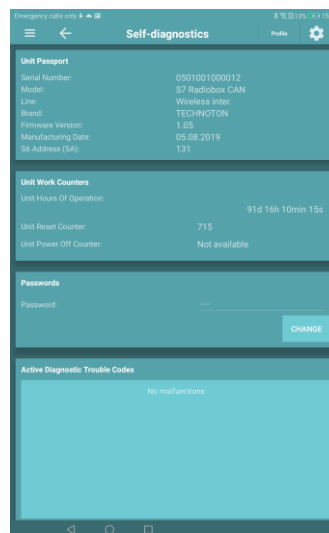 Emergency calls only
13% 15
Self-diagnostics
Profile
Unit Passport
Serial Number: 0501001000012
Model: S7 Radiobox CAN
Line: Wireless inter.
Brand: TECHNOTON
Firmware Version: 1.05
Manufacturing Date: 05.08.2019
S6 Address (SA): 131
Unit Work Counters
Unit Hours Of Operation:
91d 16h 10min 15s
Unit Reset Counter: 715
Unit Power Off Counter: Not available
Passwords
Password: ---
CHANGE
Active Diagnostic Trouble Codes
No malfunctions